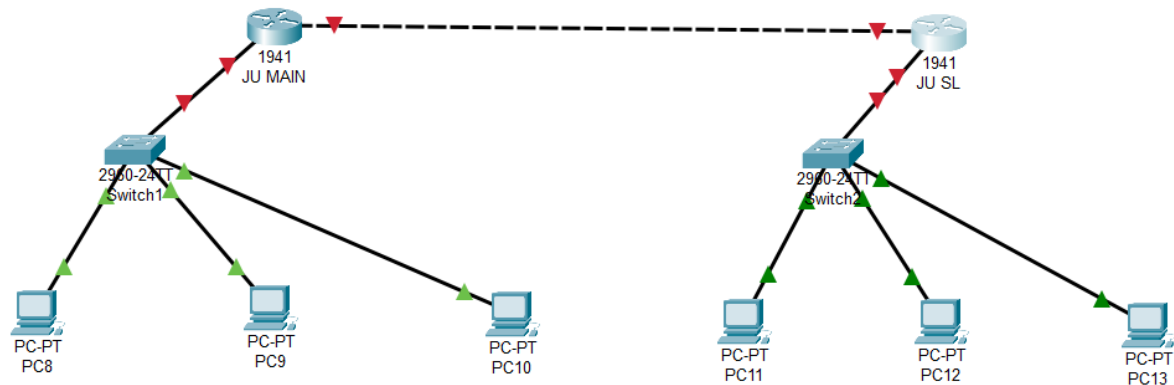 1941
JU MAIN
1941
JU SL
2960-24TT
Switch1
2960-24TT
Switch2
PC-PT
PC8
PC-PT
PC9
PC-PT
PC10
PC-PT
PC11
PC-PT
PC12
PC-PT
PC13